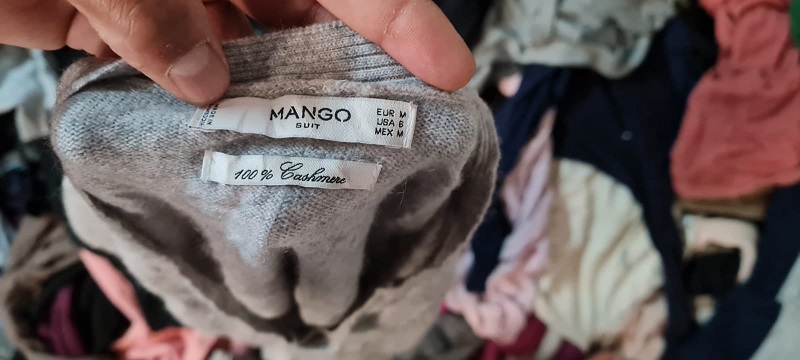 MANGO
SUIT
EUR M
USA 6
MEX M
100 % Cashmere